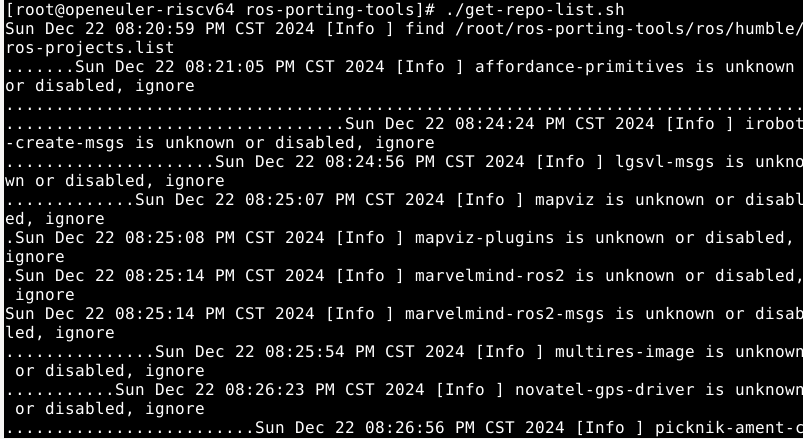 [root@openeuler-riscv64 ros-porting-tools]# ./get-repo-list.sh
Sun Dec 22 08:20:59 PM CST 2024 [Info ] find /root/ros-porting-tools/ros/humble/
ros-projects.list
.......Sun Dec 22 08:21:05 PM CST 2024 [Info ] affordance-primitives is unknown
or disabled, ignore
................................................................................
..................................Sun Dec 22 08:24:24 PM CST 2024 [Info ] irobot
-create-msgs is unknown or disabled, ignore
.....................Sun Dec 22 08:24:56 PM CST 2024 [Info ] lgsvl-msgs is unkno
wn or disabled, ignore
.............Sun Dec 22 08:25:07 PM CST 2024 [Info ] mapviz is unknown or disabl
ed, ignore
.Sun Dec 22 08:25:08 PM CST 2024 [Info ] mapviz-plugins is unknown or disabled,
ignore
.Sun Dec 22 08:25:14 PM CST 2024 [Info ] marvelmind-ros2 is unknown or disabled,
 ignore
Sun Dec 22 08:25:14 PM CST 2024 [Info ] marvelmind-ros2-msgs is unknown or disab
led, ignore
...............Sun Dec 22 08:25:54 PM CST 2024 [Info ] multires-image is unknown
 or disabled, ignore
...........Sun Dec 22 08:26:23 PM CST 2024 [Info ] novatel-gps-driver is unknown
 or disabled, ignore
.........................Sun Dec 22 08:26:56 PM CST 2024 [Info ] picknik-ament-c